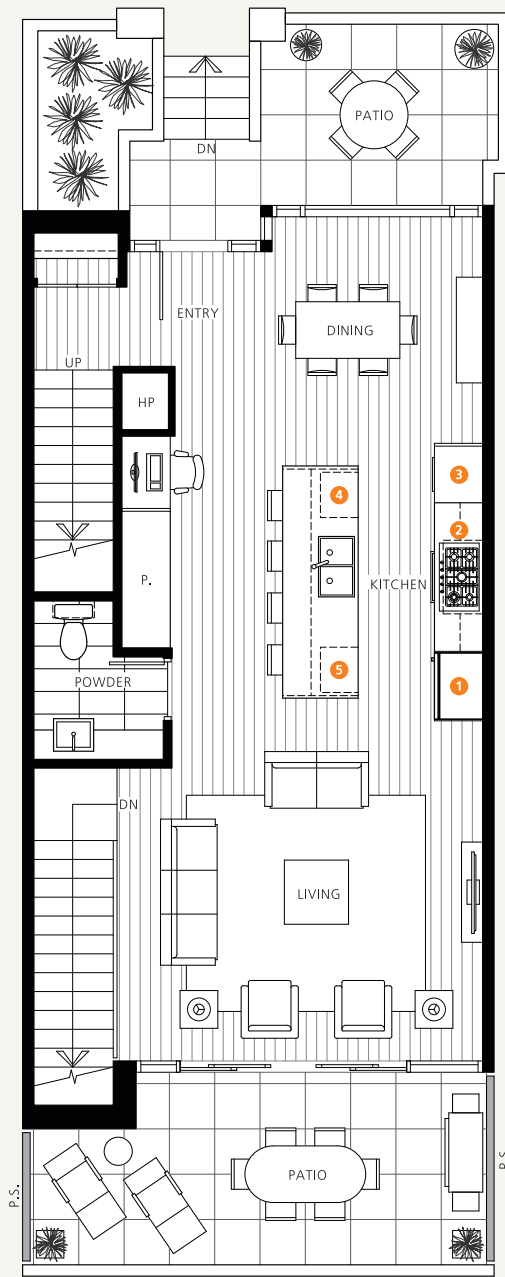 PATIO
DN
ENTRY
DINING
UP
HP
3
4
2
P.
KITCHEN
5
1
POWDER
DN
LIVING
PATIO
P.S.
P.S.